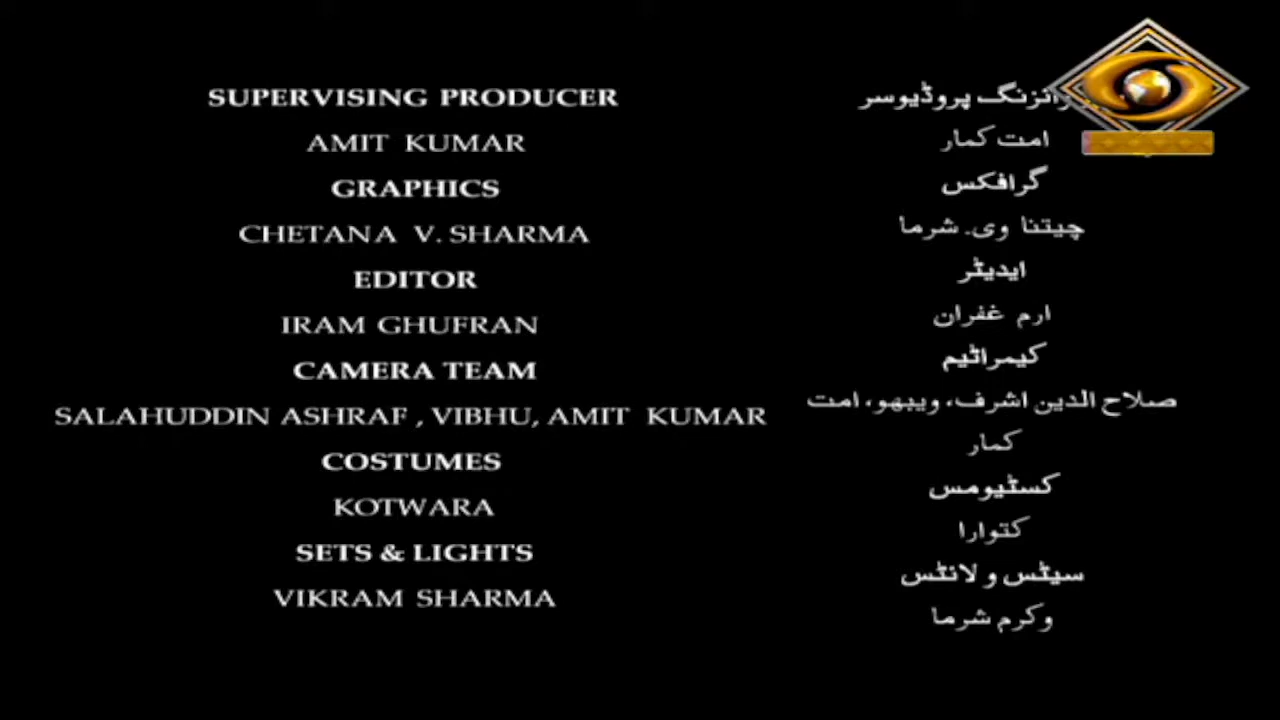 SUPERVISING PRODUCER
AMIT KUMAR
GRAPHICS
CHETANA V. SHARMA
EDITOR
IRAM GHUFRAN
CAMERA TEAM
SALAHUDDIN ASHRAF , VIBHU, AMIT KUMAR
COSTUMES
KOTWARA
SETS & LIGHTS
VIKRAM SHARMA
پروڈیوسر
امت کمار
گرافکس
چیتنا وی۔ شرما
ایدیٹر
ارم غفران
کیمراٹیم
صلاح الدین اشرف، ویبھو، امت
کمار
کسٹیومس
کتوارا
سیٹس و لائٹس
وکرم شرما